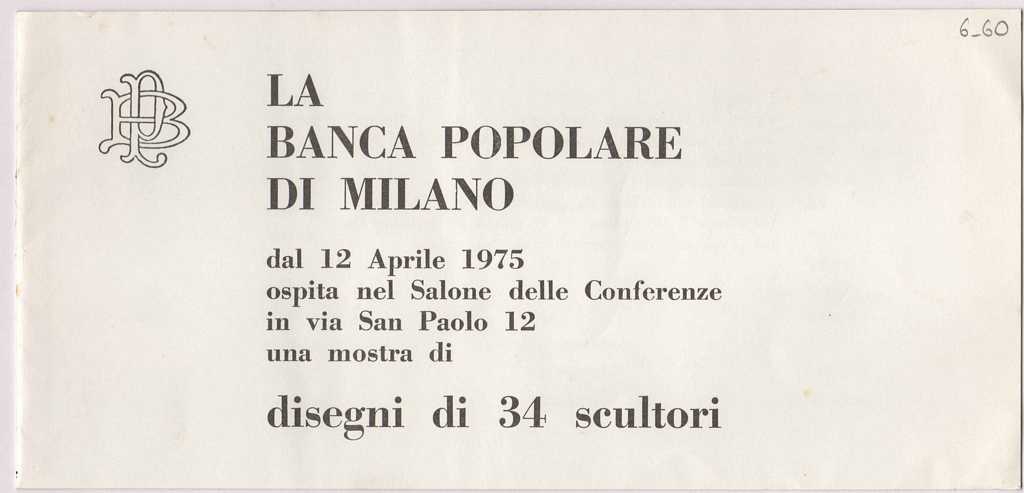 6_60
LA
BANCA POPOLARE
DI MILANO
dal 12 Aprile 1975
ospita nel Salone delle Conferenze
in via San Paolo 12
una mostra di
disegni di 34 scultori